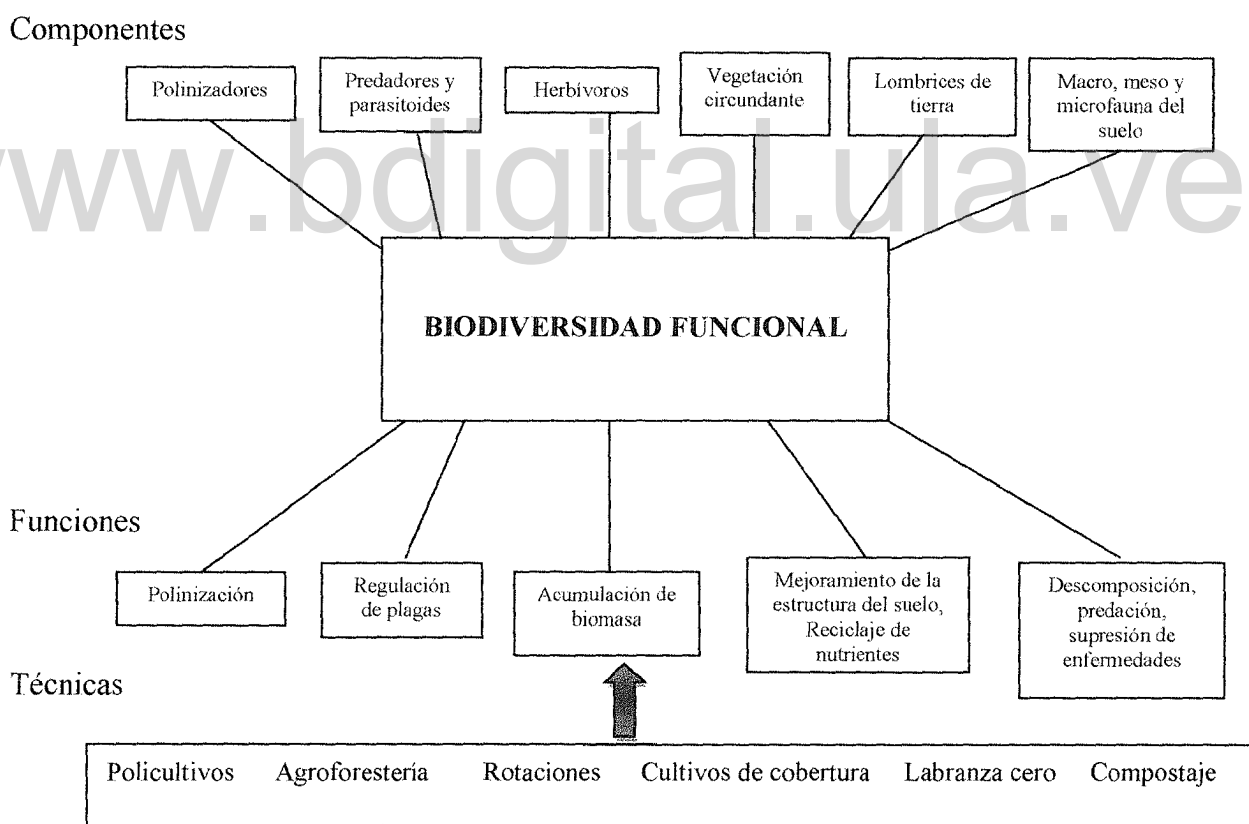 Componentes
Polinizadores
Predadores y
parasitoides
Herbívoros
Vegetación
circundante
Lombrices de
tierra
Macro, meso y
microfauna del
suelo
www.bdigital.ula.ve
BIODIVERSIDAD FUNCIONAL
Funciones
Polinización
Regulación
de plagas
Acumulación de
biomasa
Mejoramiento de la
estructura del suelo,
Reciclaje de
nutrientes
Descomposición,
predación,
supresión de
enfermedades
Técnicas
Policultivos Agroforestería Rotaciones Cultivos de cobertura Labranza cero Compostaje